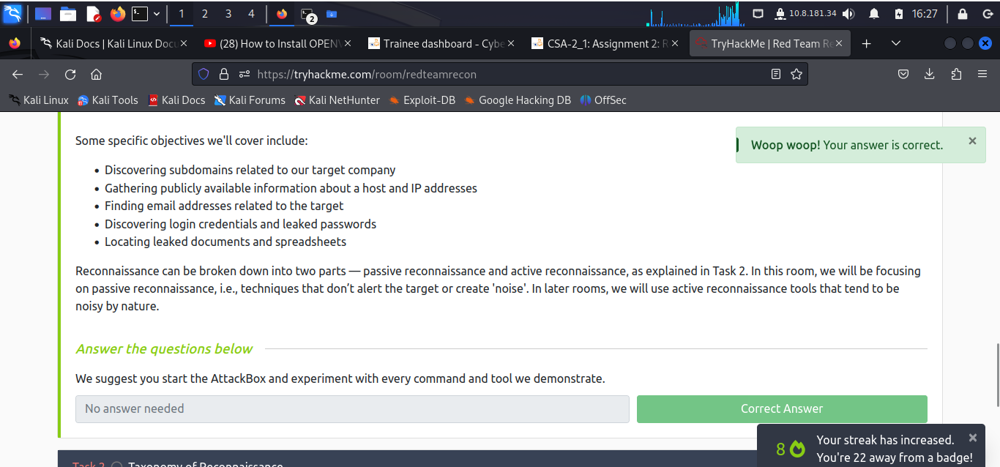 1 2 3 4 2 10.8.181.34 16:27
Kali Docs | Kali Linux Docu (28) How to Install OPENV Trainee dashboard - Cybe CSA-2_1: Assignment 2: R TryHackMe | Red Team Re
https://tryhackme.com/room/redteamrecon
Kali Linux Kali Tools Kali Docs Kali Forums Kali NetHunter Exploit-DB Google Hacking DB OffSec
Some specific objectives we'll cover include:
Woop woop! Your answer is correct.
• Discovering subdomains related to our target company
• Gathering publicly available information about a host and IP addresses
• Finding email addresses related to the target
• Discovering login credentials and leaked passwords
• Locating leaked documents and spreadsheets
Reconnaissance can be broken down into two parts — passive reconnaissance and active reconnaissance, as explained in Task 2. In this room, we will be focusing
on passive reconnaissance, i.e., techniques that don’t alert the target or create 'noise'. In later rooms, we will use active reconnaissance tools that tend to be
noisy by nature.
Answer the questions below
We suggest you start the AttackBox and experiment with every command and tool we demonstrate.
No answer needed Correct Answer
8 Your streak has increased.
You're 22 away from a badge!
Task 2 Taxonomy of Reconnaissance